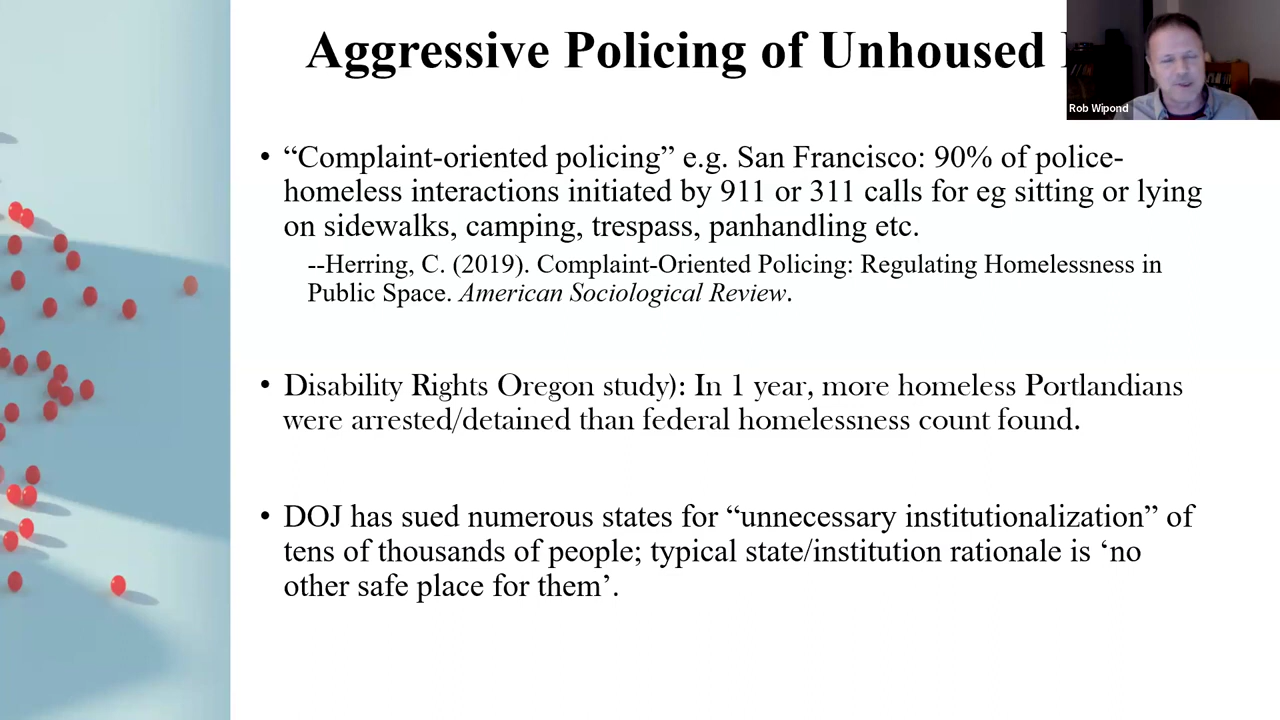 Aggressive Policing of Unhoused
Rob Wipond
• “Complaint-oriented policing” e.g. San Francisco: 90% of police-
homeless interactions initiated by 911 or 311 calls for eg sitting or lying
on sidewalks, camping, trespass, panhandling etc.
--Herring, C. (2019). Complaint-Oriented Policing: Regulating Homelessness in
Public Space. American Sociological Review.
• Disability Rights Oregon study): In 1 year, more homeless Portlandians
were arrested/detained than federal homelessness count found.
• DOJ has sued numerous states for “unnecessary institutionalization” of
tens of thousands of people; typical state/institution rationale is ‘no
other safe place for them’.